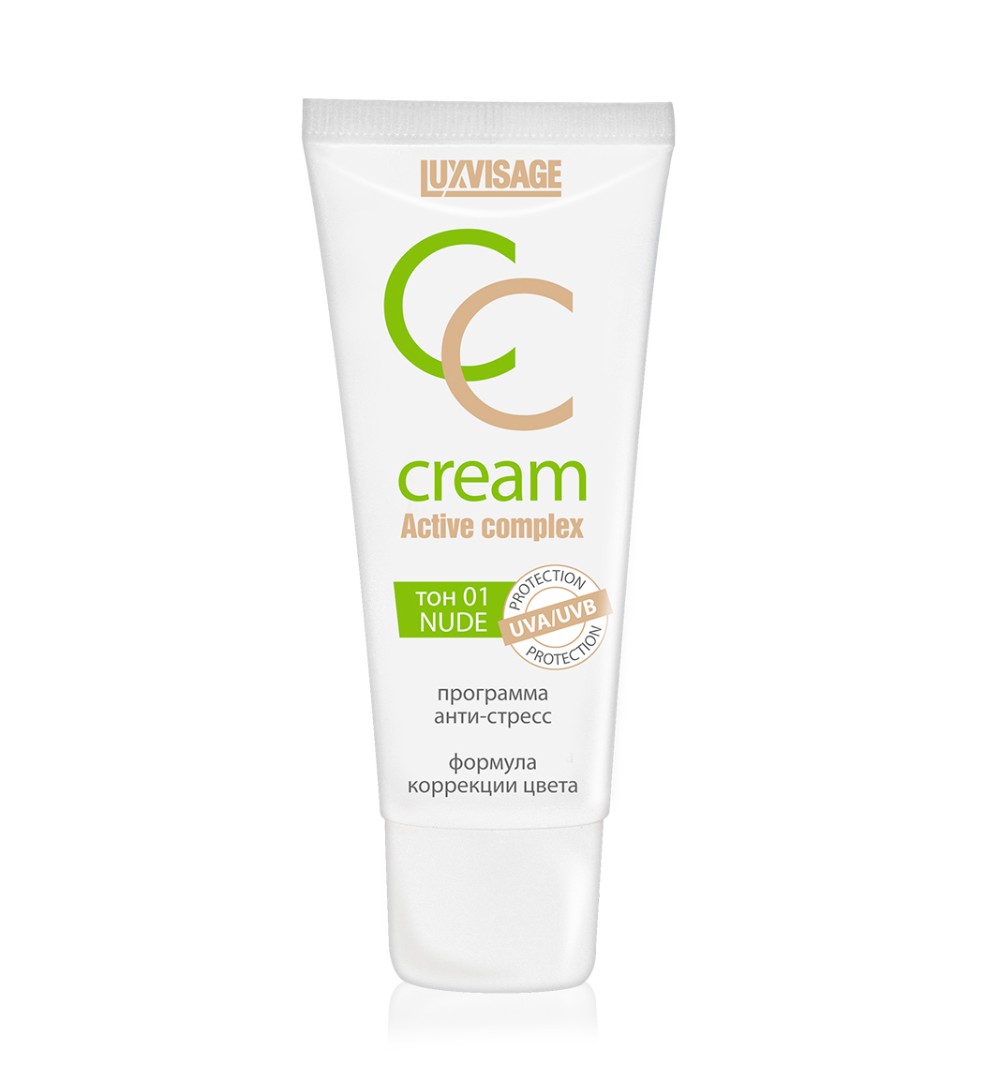 LUXVISAGE
CC
cream
Active complex
тон 01
NUDE
PROTECTION
UVA/UVB
PROTECTION
программа
анти-стресс
формула
коррекции цвета